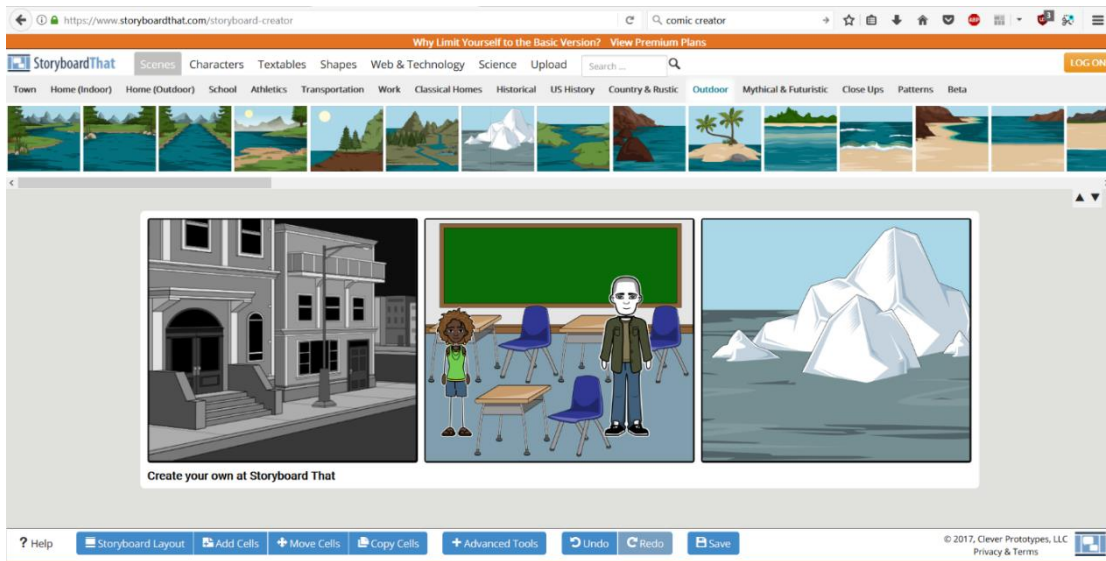 https://www.storyboardthat.com/storyboard-creator
comic creator
ABP
3
Why Limit Yourself to the Basic Version? View Premium Plans
StoryboardThat Scenes Characters Textables Shapes Web & Technology Science Upload Search ... LOG ON
Town Home (Indoor) Home (Outdoor) School Athletics Transportation Work Classical Homes Historical US History Country & Rustic Outdoor Mythical & Futuristic Close Ups Patterns Beta
Create your own at Storyboard That
? Help Storyboard Layout Add Cells Move Cells Copy Cells + Advanced Tools Undo Redo Save
© 2017, Clever Prototypes, LLC
Privacy & Terms